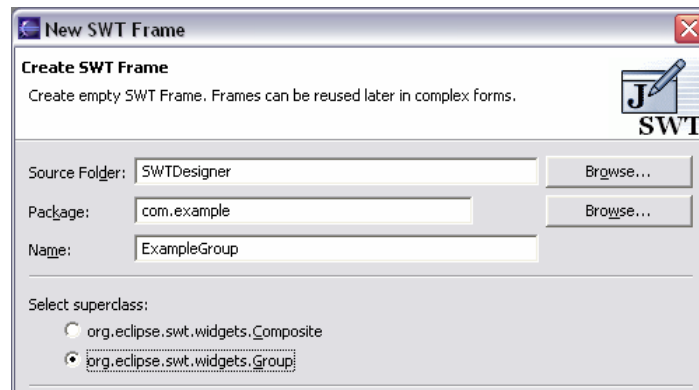 New SWT Frame
Create SWT Frame
Create empty SWT Frame. Frames can be reused later in complex forms.
J
SWT
Source Folder: SWTDesigner Browse...
Package: com.example Browse...
Name: ExampleGroup
Select superclass:
org.eclipse.swt.widgets.Composite
org.eclipse.swt.widgets.Group